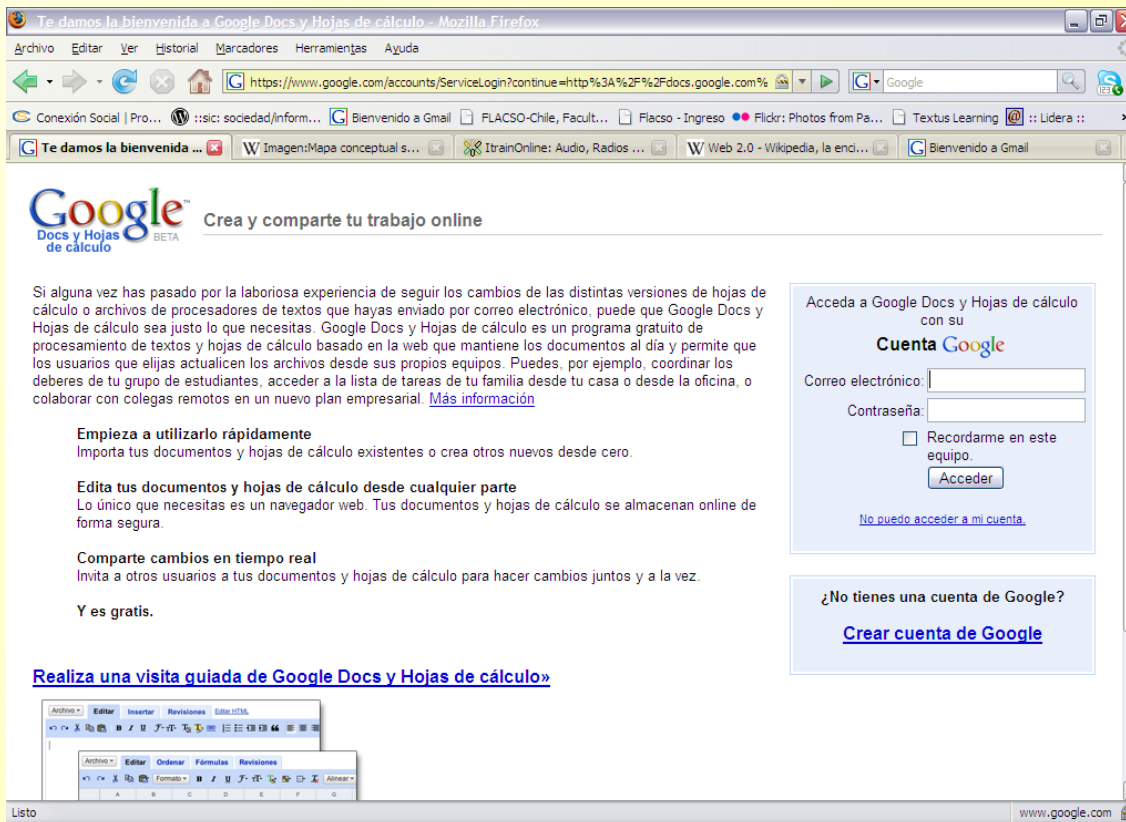 Te damos la bienvenida a Google Docs y Hojas de cálculo - Mozilla Firefox
Archivo Editar Ver Historial Marcadores Herramientas Ayuda
https://www.google.com/accounts/ServiceLogin?continue=http%3A%2F%2Fdocs.google.com% G Google
Conexión Social | Pro... ::sic: sociedad/inform... Bienvenido a Gmail FLACSO-Chile, Facult... Flacso - Ingreso Flickr: Photos from Pa... Textus Learning :: Lidera ::
Te damos la bienvenida ... Imagen:Mapa conceptual s... ItrainOnline: Audio, Radios ... Web 2.0 - Wikipedia, la enci... Bienvenido a Gmail
Google™
Docs y Hojas de cálculo
BETA
Crea y comparte tu trabajo online
Si alguna vez has pasado por la laboriosa experiencia de seguir los cambios de las distintas versiones de hojas de
cálculo o archivos de procesadores de textos que hayas enviado por correo electrónico, puede que Google Docs y
Hojas de cálculo sea justo lo que necesitas. Google Docs y Hojas de cálculo es un programa gratuito de
procesamiento de textos y hojas de cálculo basado en la web que mantiene los documentos al día y permite que
los usuarios que elijas actualicen los archivos desde sus propios equipos. Puedes, por ejemplo, coordinar los
deberes de tu grupo de estudiantes, acceder a la lista de tareas de tu familia desde tu casa o desde la oficina, o
colaborar con colegas remotos en un nuevo plan empresarial. Más información
Empieza a utilizarlo rápidamente
Importa tus documentos y hojas de cálculo existentes o crea otros nuevos desde cero.
Edita tus documentos y hojas de cálculo desde cualquier parte
Lo único que necesitas es un navegador web. Tus documentos y hojas de cálculo se almacenan online de
forma segura.
Comparte cambios en tiempo real
Invita a otros usuarios a tus documentos y hojas de cálculo para hacer cambios juntos y a la vez.
Y es gratis.
Realiza una visita guiada de Google Docs y Hojas de cálculo»
Archivo Editar Insertar Revisiones Editar HTML
Archivo Editar Ordenar Fórmulas Revisiones
Formato B I U Alinear
A B C D E F G
Acceda a Google Docs y Hojas de cálculo
con su
Cuenta Google
Correo electrónico:
Contraseña:
Recordarme en este
equipo.
Acceder
No puedo acceder a mi cuenta.
¿No tienes una cuenta de Google?
Crear cuenta de Google
Listo
www.google.com